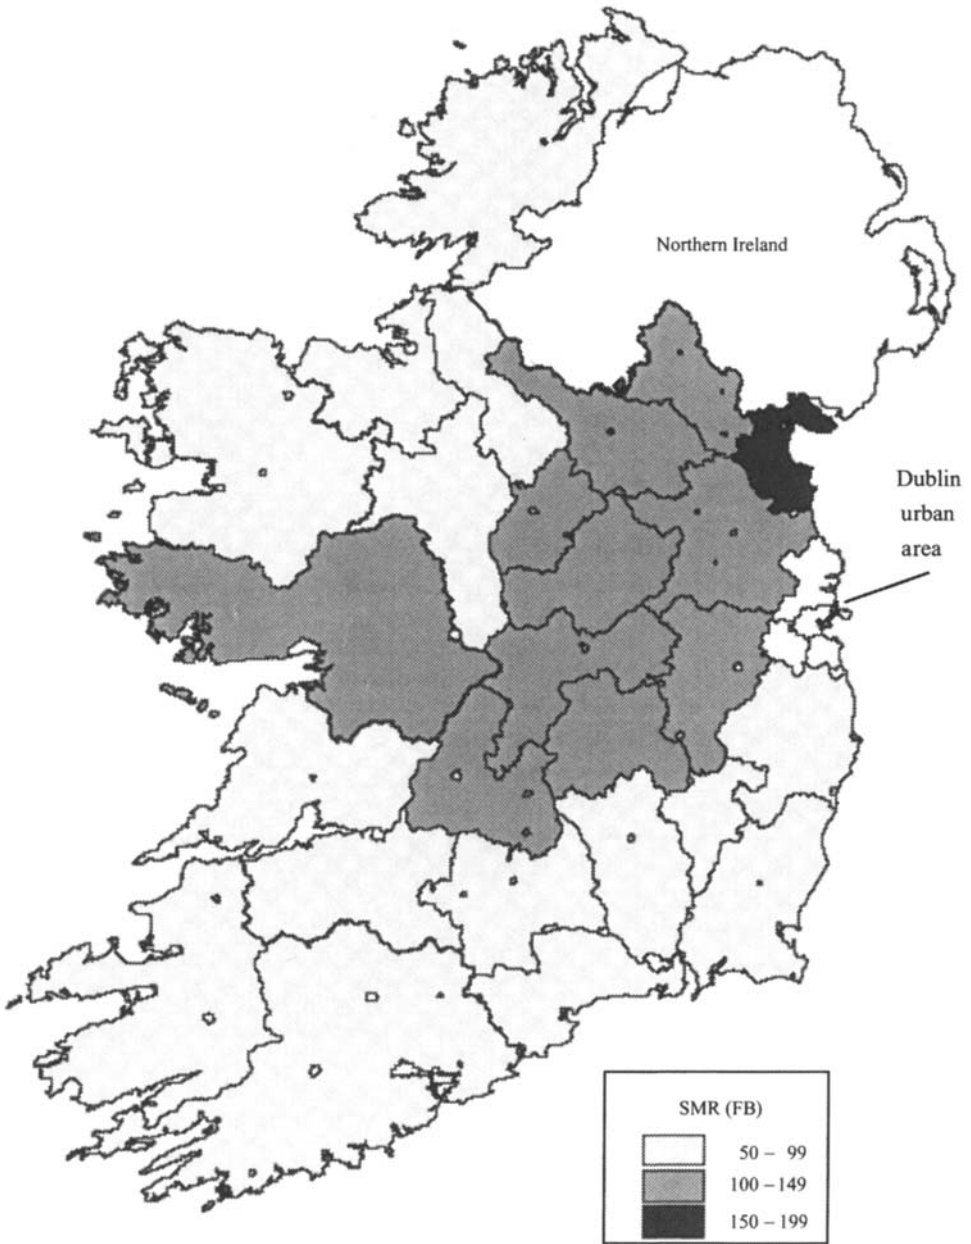 Northern Ireland
Dublin
urban
area
SMR (FB)
50 – 99
100 – 149
150 – 199